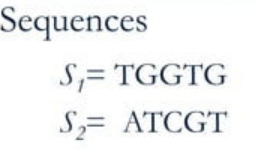 Sequences
S₁= TGGTG
S₂= ATCGT